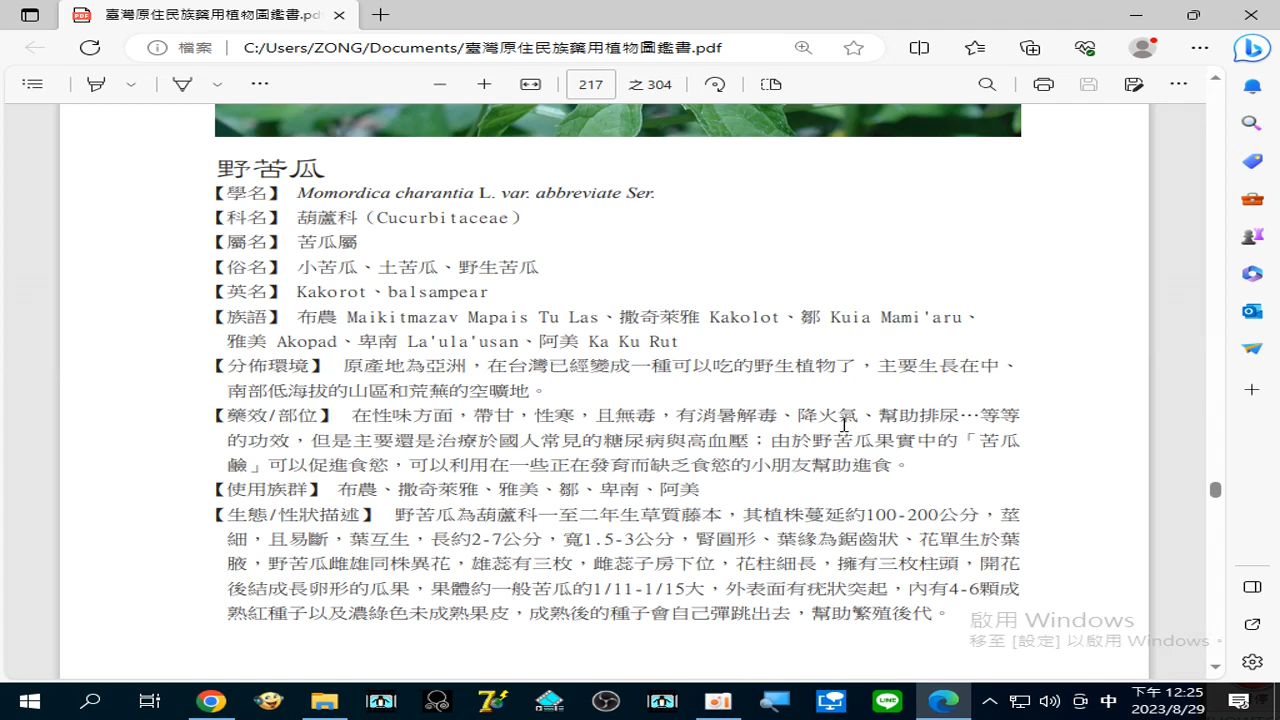 臺灣原住民族藥用植物圖鑑書.pdf
檔案 C:/Users/ZONG/Documents/臺灣原住民族藥用植物圖鑑書.pdf
217 之 304
野苦瓜
【學名】 Momordica charantia L. var. abbreviate Ser.
【科名】 葫蘆科（Cucurbitaceae）
【屬名】 苦瓜屬
【俗名】 小苦瓜、土苦瓜、野生苦瓜
【英名】 Kakorot、balsampear
【族語】 布農 Maikitmazav Mapais Tu Las、撒奇萊雅 Kakolot、鄒 Kuia Mami'aru、
雅美 Akopad、卑南 La'ula'usan、阿美 Ka Ku Rut
【分佈環境】 原產地為亞洲，在台灣已經變成一種可以吃的野生植物了，主要生長在中、
南部低海拔的山區和荒蕪的空曠地。
【藥效/部位】 在性味方面，帶甘，性寒，且無毒，有消暑解毒、降火氣、幫助排尿…等等
的功效，但是主要還是治療於國人常見的糖尿病與高血壓；由於野苦瓜果實中的「苦瓜
鹼」可以促進食慾，可以利用在一些正在發育而缺乏食慾的小朋友幫助進食。
【使用族群】 布農、撒奇萊雅、雅美、鄒、卑南、阿美
【生態/性狀描述】 野苦瓜為葫蘆科一至二年生草質藤本，其植株蔓延約100-200公分，莖
細，且易斷，葉互生，長約2-7公分，寬1.5-3公分，腎圓形、葉緣為鋸齒狀、花單生於葉
腋，野苦瓜雌雄同株異花，雄蕊有三枚，雌蕊子房下位，花柱細長，擁有三枚柱頭，開花
後結成長卵形的瓜果，果體約一般苦瓜的1/11-1/15大，外表面有疣狀突起，內有4-6顆成
熟紅種子以及濃綠色未成熟果皮，成熟後的種子會自己彈跳出去，幫助繁殖後代。
啟用 Windows
移至 [設定] 以啟用 Windows。
中
下午 12:25
2023/8/29